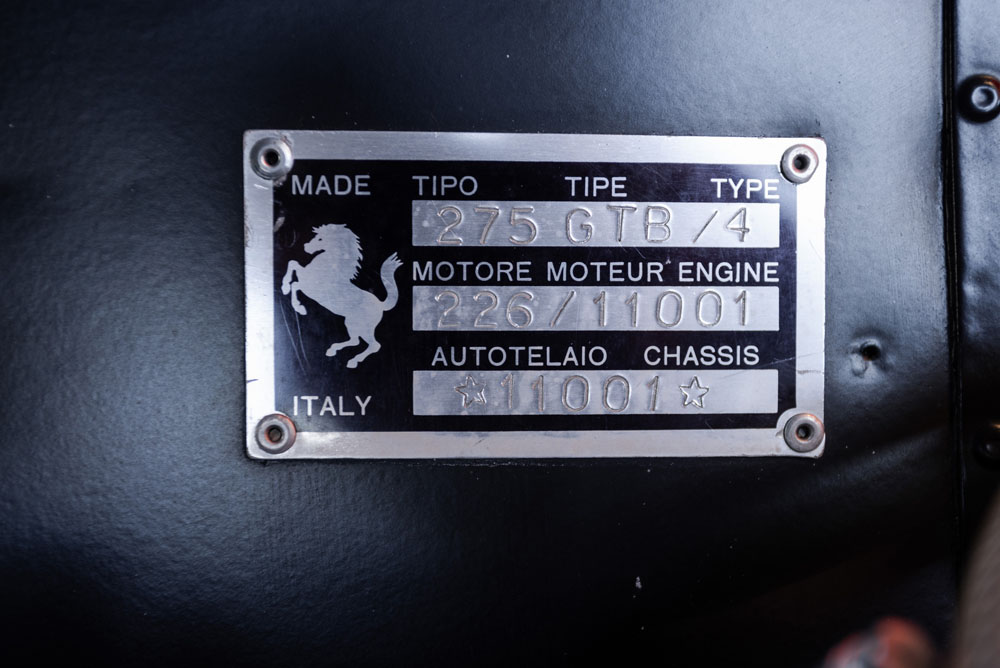 MADE TIPO TIPE TYPE
275 GTB /4
MOTORE MOTEUR ENGINE
226/11001
AUTOTELAIO CHASSIS
☆11001☆
ITALY